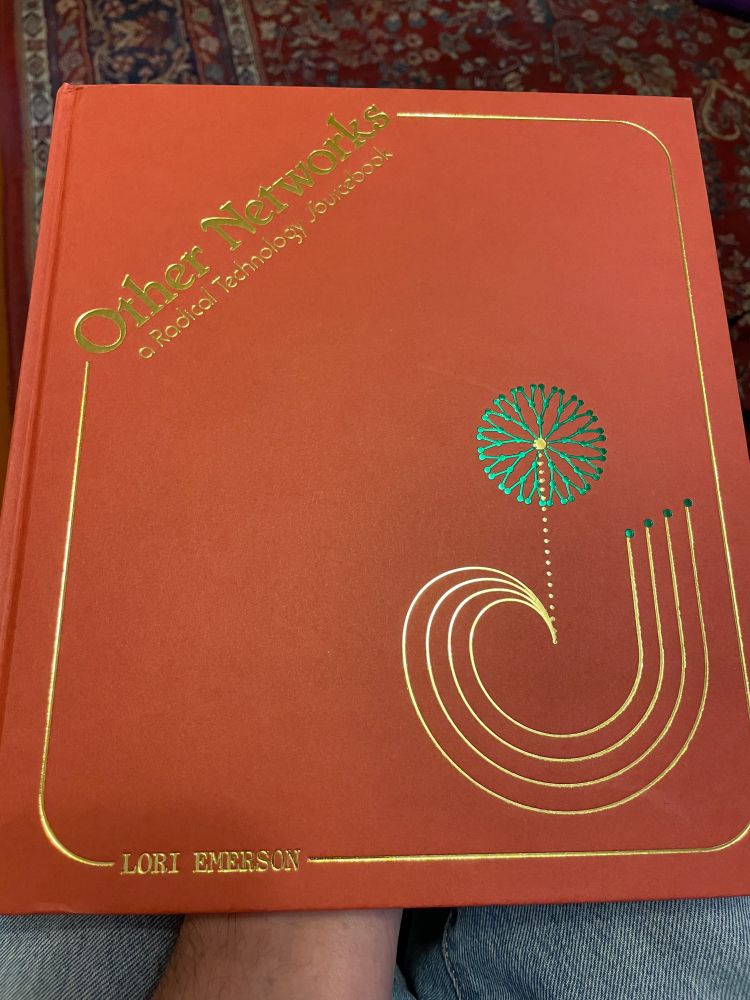 Other Networks
a Radical Technology Sourcebook
LORI EMERSON